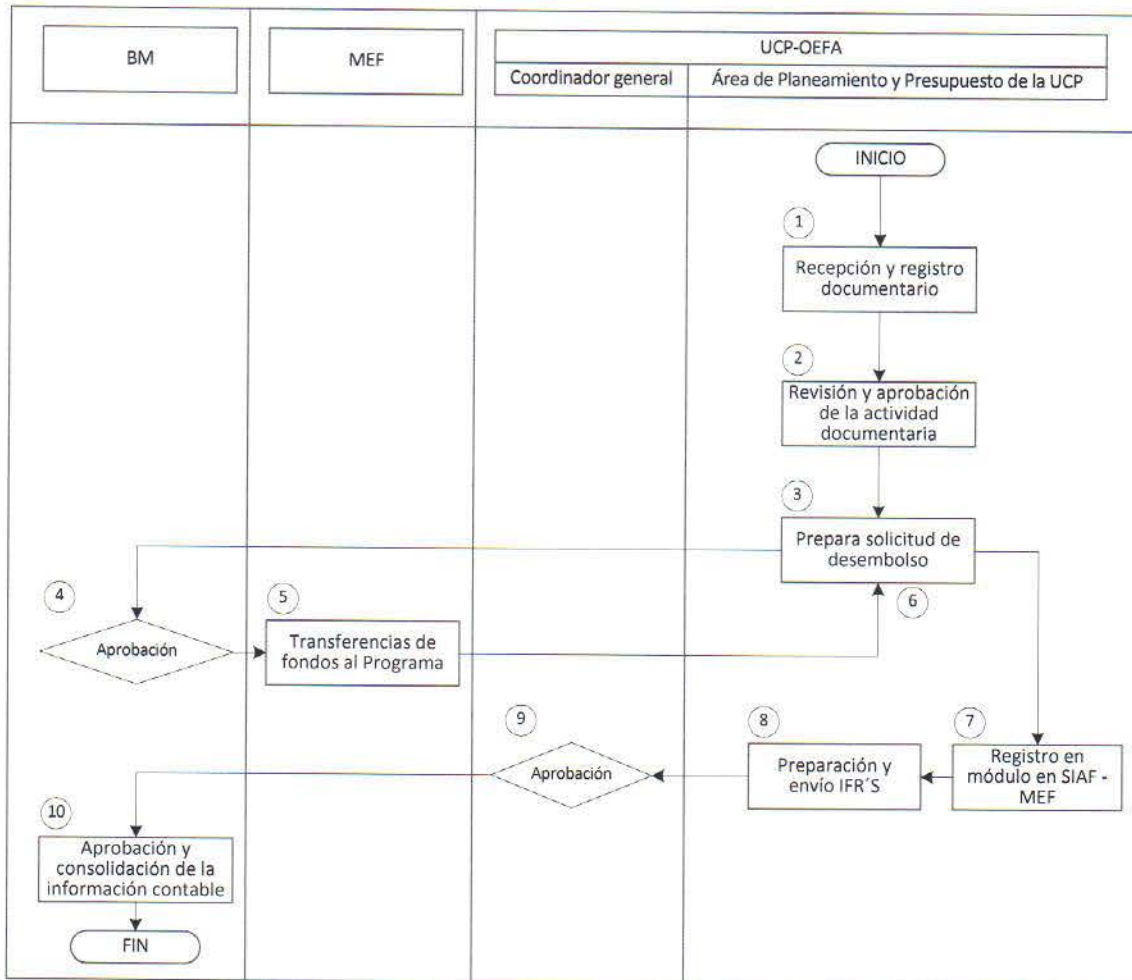 BM
MEF
UCP-OEFA
Coordinador general
Área de Planeamiento y Presupuesto de la UCP
INICIO
1
Recepción y registro
documentario
2
Revisión y aprobación
de la actividad
documentaria
3
Prepara solicitud de
desembolso
4
Aprobación
5
Transferencias de
fondos al Programa
6
7
Registro en
módulo en SIAF -
MEF
8
Preparación y
envío IFR´S
9
Aprobación
10
Aprobación y
consolidación de la
información contable
FIN